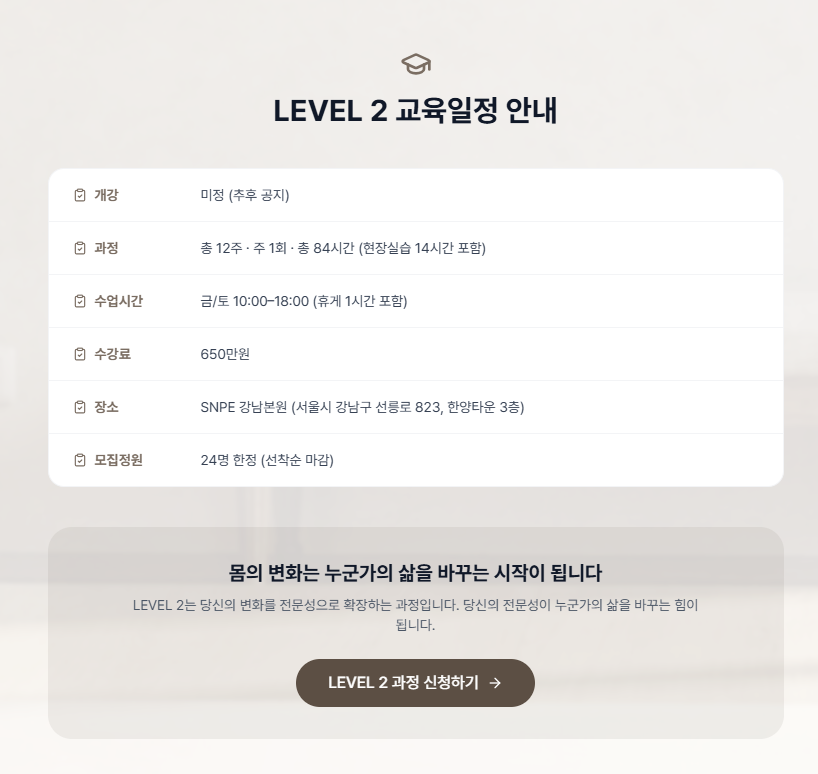 LEVEL 2 교육일정 안내
개강 미정 (추후 공지)
과정 총 12주 · 주 1회 · 총 84시간 (현장실습 14시간 포함)
수업시간 금/토 10:00–18:00 (휴게 1시간 포함)
수강료 650만원
장소 SNPE 강남본원 (서울시 강남구 선릉로 823, 한양타운 3층)
모집정원 24명 한정 (선착순 마감)
몸의 변화는 누군가의 삶을 바꾸는 시작이 됩니다
LEVEL 2는 당신의 변화를 전문성으로 확장하는 과정입니다. 당신의 전문성이 누군가의 삶을 바꾸는 힘이
됩니다.
LEVEL 2 과정 신청하기 →